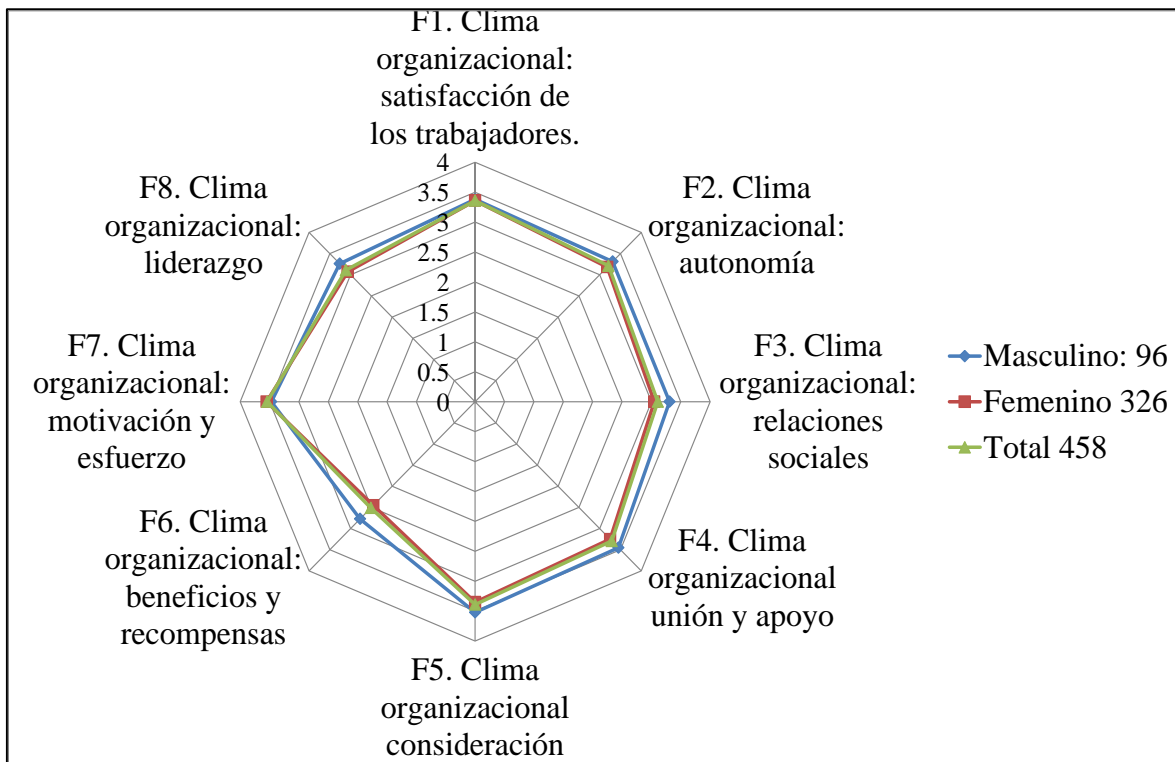 F1. Clima
organizacional:
satisfacción de
los trabajadores.
F2. Clima
organizacional:
autonomía
F3. Clima
organizacional:
relaciones
sociales
F4. Clima
organizacional
unión y apoyo
F5. Clima
organizacional
consideración
F6. Clima
organizacional:
beneficios y
recompensas
F7. Clima
organizacional:
motivación y
esfuerzo
F8. Clima
organizacional:
liderazgo
4
3.5
3
2.5
2
1.5
1
0.5
0
Masculino: 96
Femenino 326
Total 458